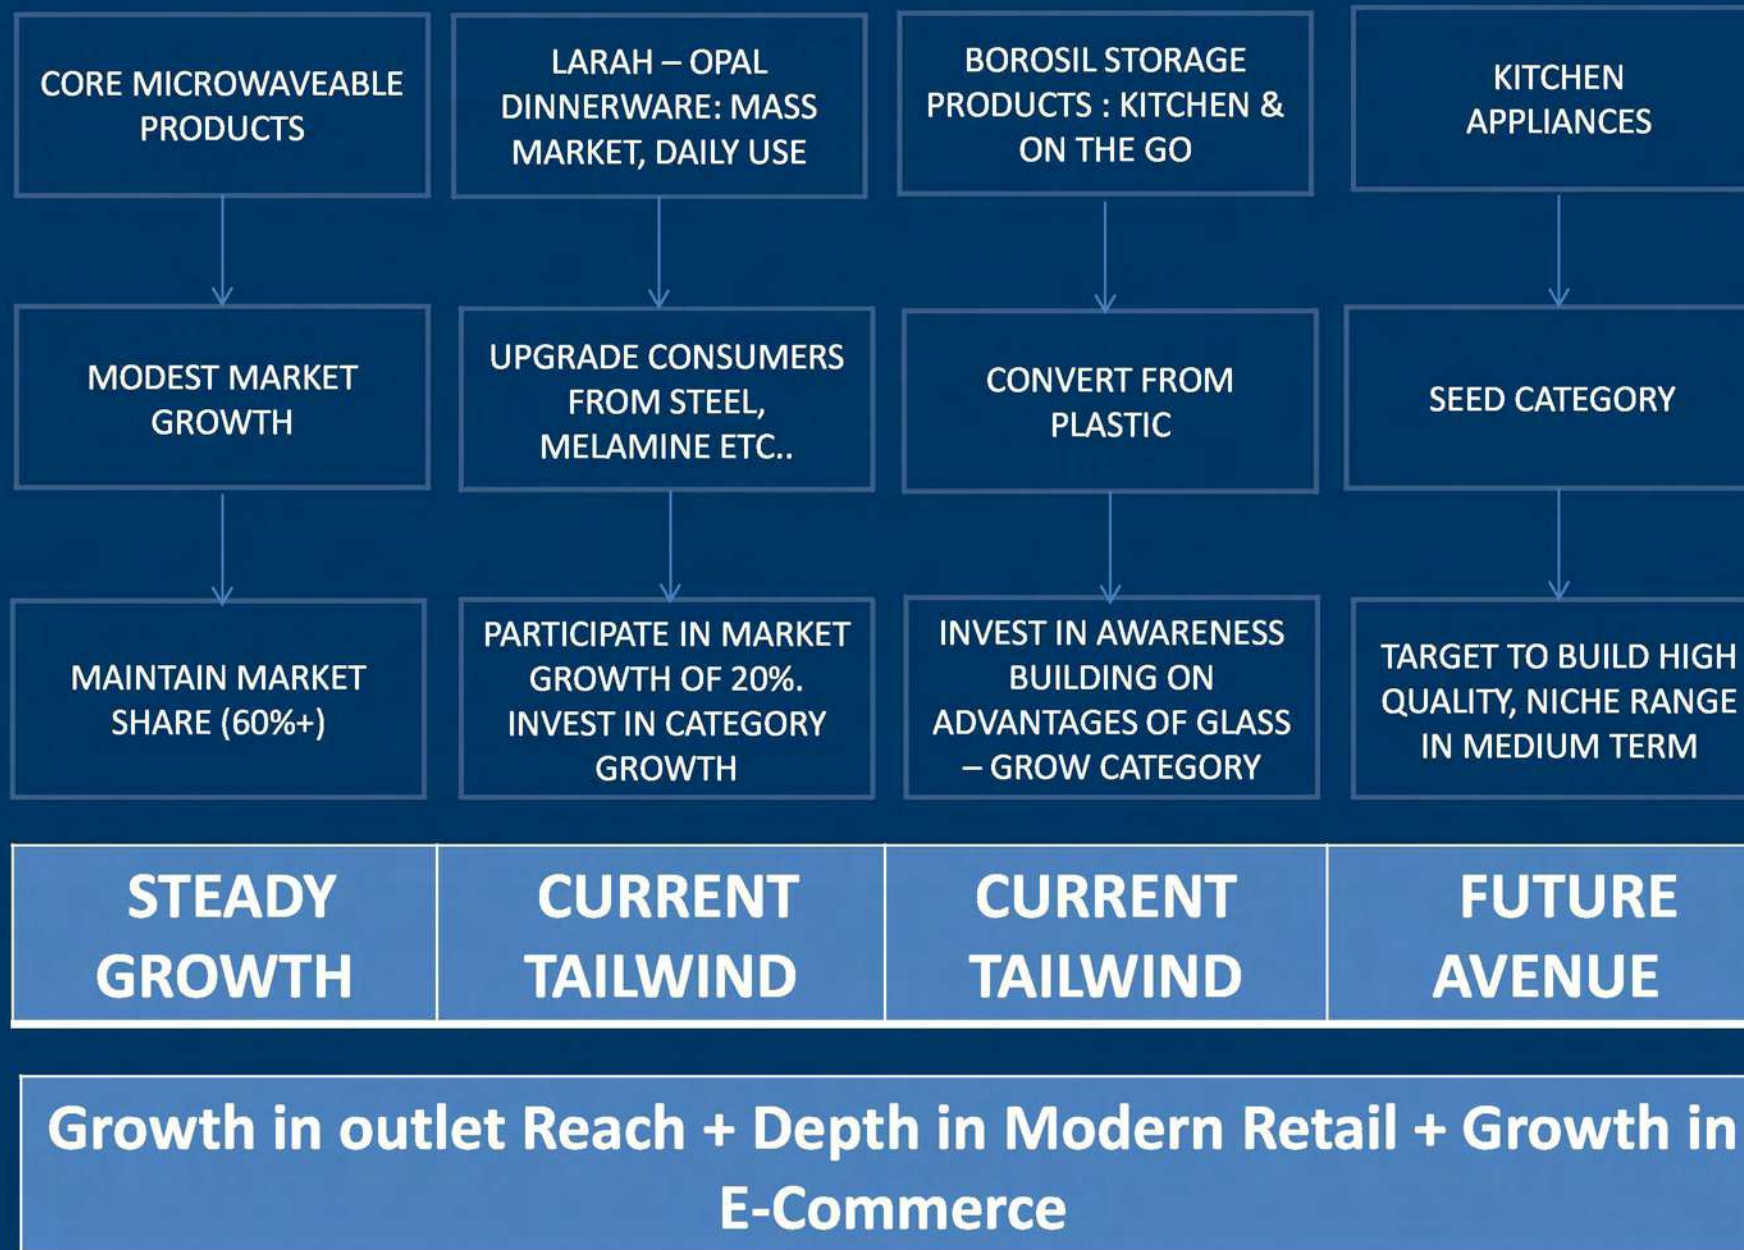 CORE MICROWAVEABLE
PRODUCTS
LARAH – OPAL
DINNERWARE: MASS
MARKET, DAILY USE
BOROSIL STORAGE
PRODUCTS : KITCHEN &
ON THE GO
KITCHEN
APPLIANCES
MODEST MARKET
GROWTH
UPGRADE CONSUMERS
FROM STEEL,
MELAMINE ETC..
CONVERT FROM
PLASTIC
SEED CATEGORY
MAINTAIN MARKET
SHARE (60%+)
PARTICIPATE IN MARKET
GROWTH OF 20%.
INVEST IN CATEGORY
GROWTH
INVEST IN AWARENESS
BUILDING ON
ADVANTAGES OF GLASS
– GROW CATEGORY
TARGET TO BUILD HIGH
QUALITY, NICHE RANGE
IN MEDIUM TERM
STEADY
GROWTH
CURRENT
TAILWIND
CURRENT
TAILWIND
FUTURE
AVENUE
Growth in outlet Reach + Depth in Modern Retail + Growth in
E-Commerce